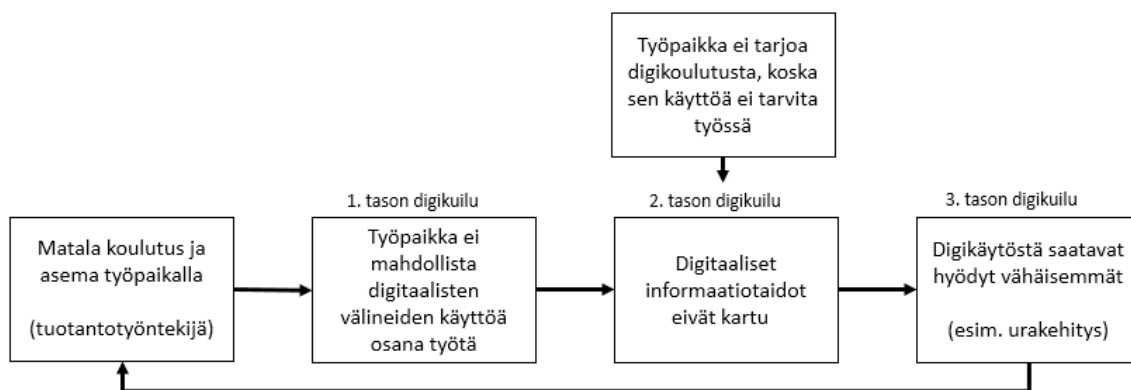 Työpaikka ei tarjoa
digikoulutusta, koska
sen käyttöä ei tarvita
työssä
Matala koulutus ja
asema työpaikalla
(tuotantotyöntekijä)
1. tason digikuilu
Työpaikka ei
mahdollista
digitaalisten
välineiden käyttöä
osana työtä
2. tason digikuilu
Digitaaliset
informaatiotaidot
eivät kartu
3. tason digikuilu
Digikäytöstä saatavat
hyödyt vähäisemmät
(esim. urakehitys)